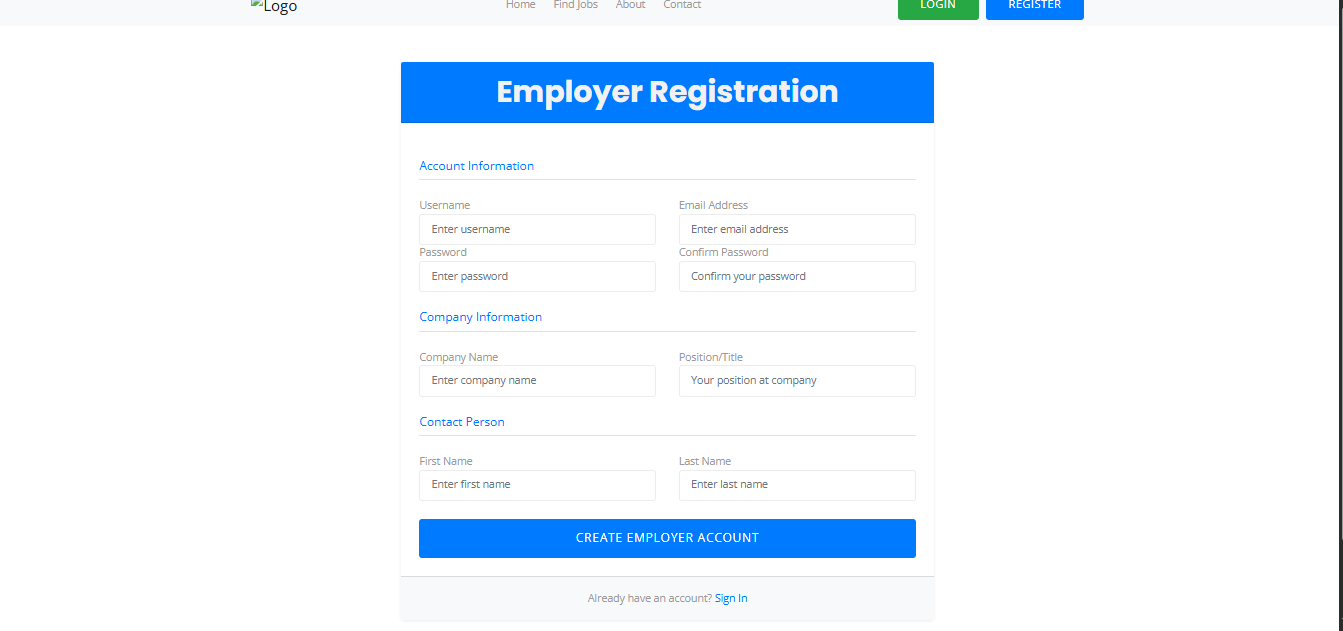 Logo Home Find Jobs About Contact LOGIN REGISTER
Employer Registration
Account Information
Username Email Address
Enter username Enter email address
Password Confirm Password
Enter password Confirm your password
Company Information
Company Name Position/Title
Enter company name Your position at company
Contact Person
First Name Last Name
Enter first name Enter last name
CREATE EMPLOYER ACCOUNT
Already have an account? Sign In